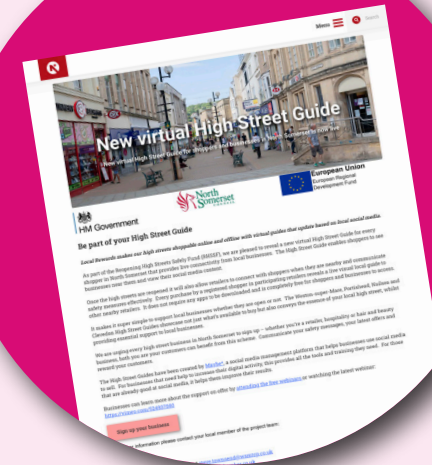 Menu
Search
New virtual High Street Guide
New virtual High Street Guide for shoppers and businesses in North Somerset is now live
HM Government
North
Somerset
COUNCIL
European Union
European Regional
Development Fund
Be part of your High Street Guide
Local Rewards makes our high streets shoppable online and offline with virtual guides that update based on local social media.
As part of the Reopening High Streets Safely Fund (RHSSF), we are pleased to reveal a new virtual High Street Guide for every
shopper in North Somerset that provides live connectivity from local businesses. The High Street Guide enables shoppers to see
businesses near them and view their social media content.
Once the high streets are reopened it will also allow retailers to connect with shoppers when they are nearby and communicate
safety measures effectively. Every purchase by a registered shopper in participating retailers reveals a live visual local guide to
other nearby retailers. It does not require any apps to be downloaded and is completely free for shoppers and businesses to access.
It makes it super simple to support local businesses whether they are open or not. The Weston-super-Mare, Portishead, Nailsea and
Clevedon High Street Guides showcase not just what's available to buy but also conveys the essence of your local high street, whilst
providing essential support to local businesses.
We are urging every high street business in North Somerset to sign up – whether you're a retailer, hospitality or hair and beauty
business, both you are your customers can benefit from this scheme. Communicate your safety messages, your latest offers and
reward your customers.
The High Street Guides have been created by Maybe*, a social media management platform that helps businesses use social media
to sell. For businesses that need help to increase their digital activity, this provides all the tools and training they need. For those
that are already good at social media, it helps them improve their results.
Businesses can learn more about the support on offer by attending the free webinars or watching the latest webinar:
Sign up your business
information please contact your local member of the project team: